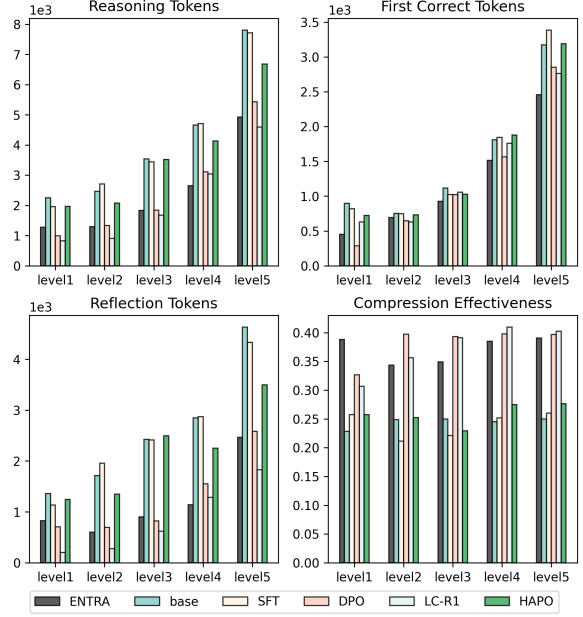 Reasoning Tokens
1e3
8
7
6
5
4
3
2
1
0
level1 level2 level3 level4 level5
First Correct Tokens
1e3
3.5
3.0
2.5
2.0
1.5
1.0
0.5
0.0
level1 level2 level3 level4 level5
Reflection Tokens
1e3
4
3
2
1
0
level1 level2 level3 level4 level5
Compression Effectiveness
0.40
0.35
0.30
0.25
0.20
0.15
0.10
0.05
0.00
level1 level2 level3 level4 level5
ENTRA base SFT DPO LC-R1 HAPO